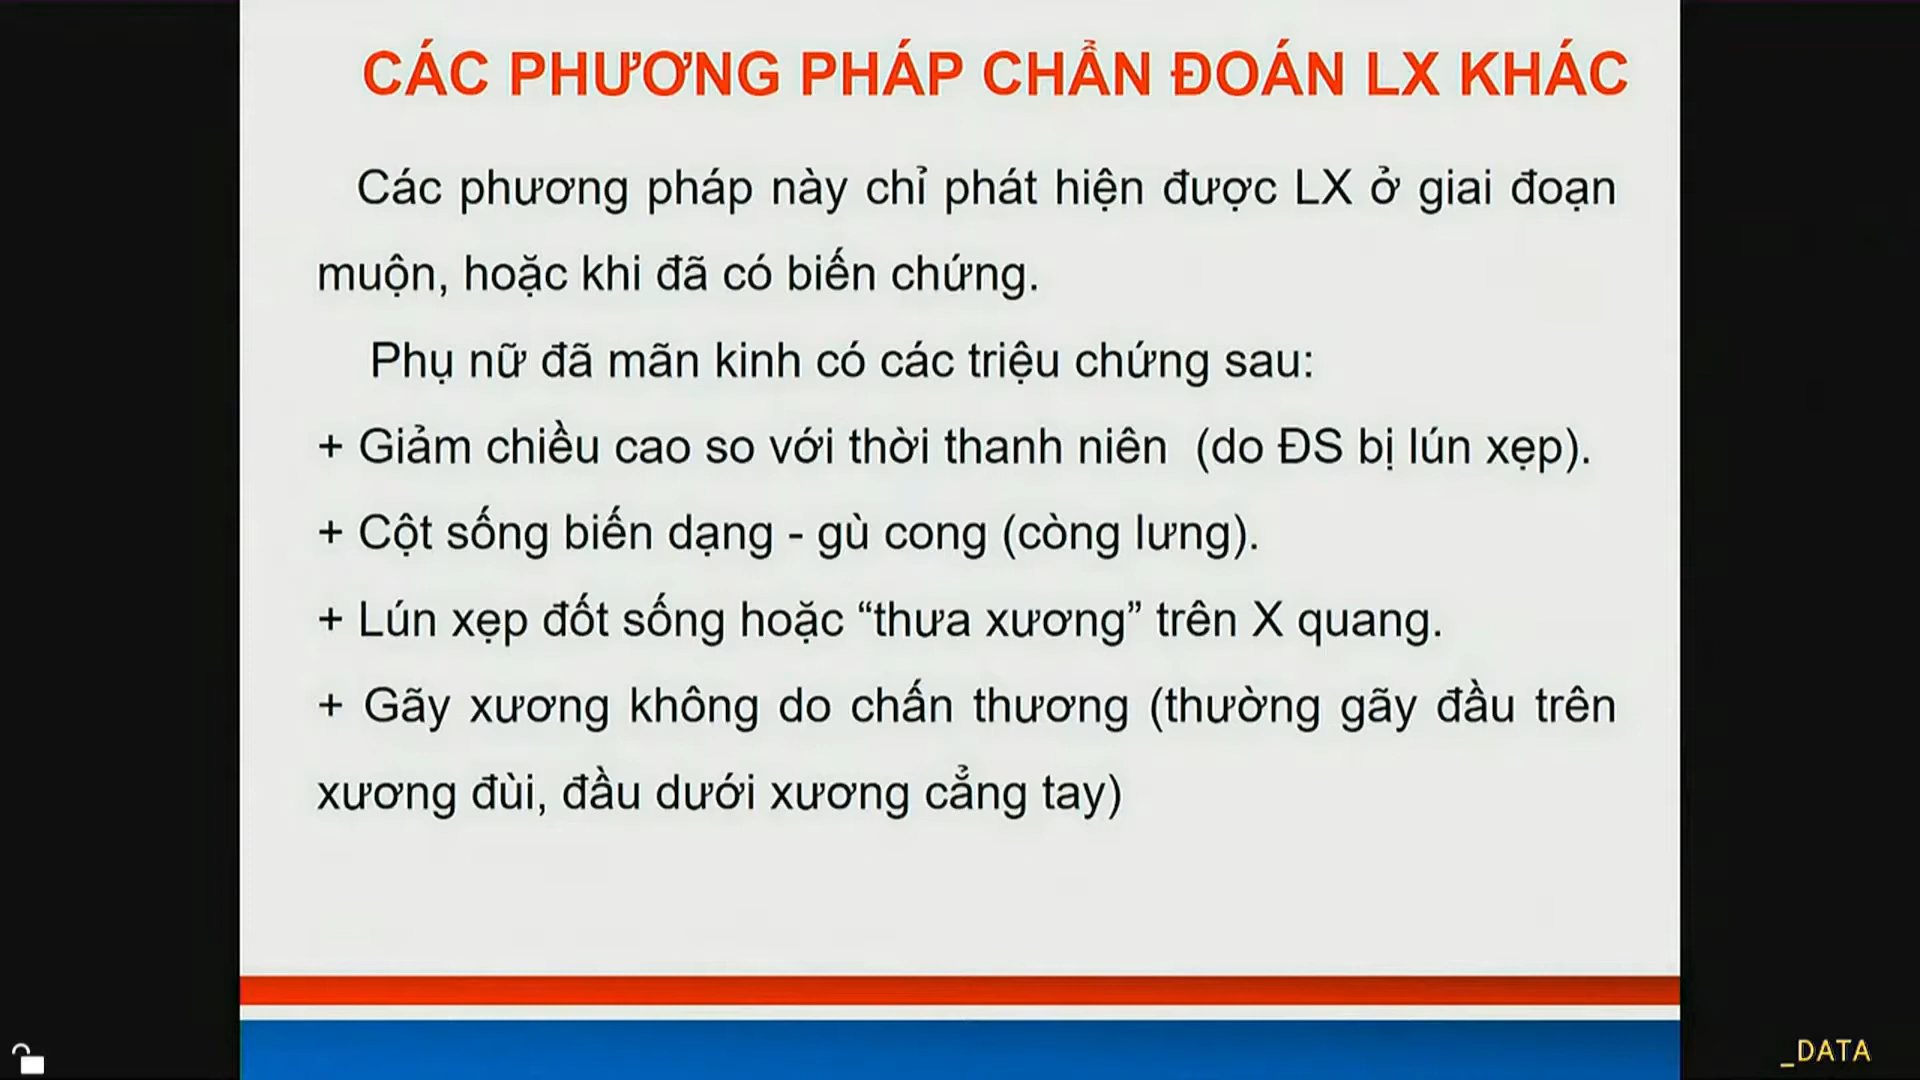 CÁC PHƯƠNG PHÁP CHẨN ĐOÁN LX KHÁC
Các phương pháp này chỉ phát hiện được LX ở giai đoạn
muộn, hoặc khi đã có biến chứng.
Phụ nữ đã mãn kinh có các triệu chứng sau:
+ Giảm chiều cao so với thời thanh niên (do ĐS bị lún xẹp).
+ Cột sống biến dạng - gù cong (còng lưng).
+ Lún xẹp đốt sống hoặc “thưa xương” trên X quang.
+ Gãy xương không do chấn thương (thường gãy đầu trên
xương đùi, đầu dưới xương cẳng tay)
_DATA